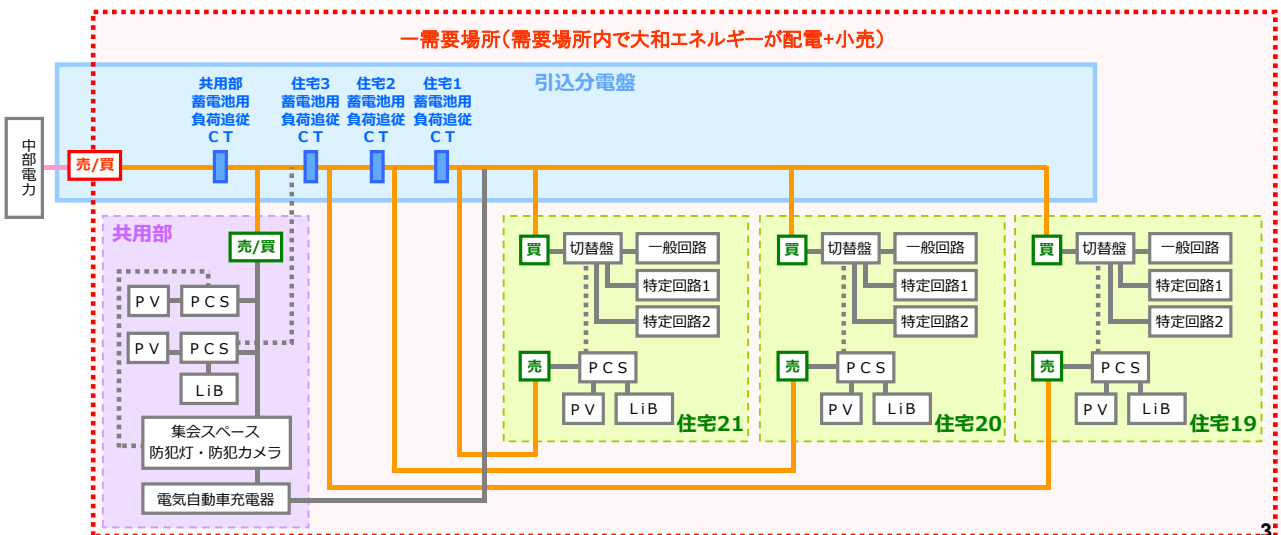 一需要場所(需要場所内で大和エネルギーが配電+小売)
引込分電盤
共用部
蓄電池用
負荷追従
CT
住宅3
蓄電池用
負荷追従
CT
住宅2
蓄電池用
負荷追従
CT
住宅1
蓄電池用
負荷追従
CT
中部電力
売/買
共用部
売/買
PV
PCS
PV
PCS
LiB
集会スペース
防犯灯・防犯カメラ
電気自動車充電器
買
切替盤
一般回路
特定回路1
特定回路2
売
PCS
PV
LiB
住宅21
買
切替盤
一般回路
特定回路1
特定回路2
売
PCS
PV
LiB
住宅20
買
切替盤
一般回路
特定回路1
特定回路2
売
PCS
PV
LiB
住宅19
3